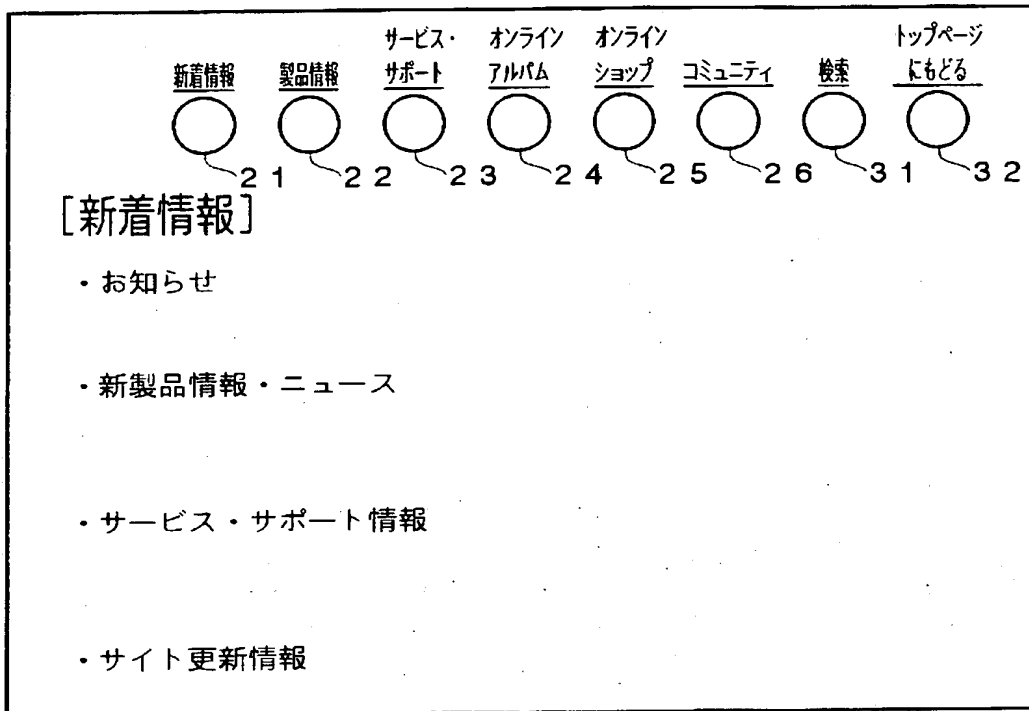 新着情報
製品情報
サービス・
サポート
オンライン
アルバム
オンライン
ショップ
コミュニティ
検索
トップページ
にもどる
21 22 23 24 25 26 31 32
[新着情報]
・お知らせ
・新製品情報・ニュース
・サービス・サポート情報
・サイト更新情報